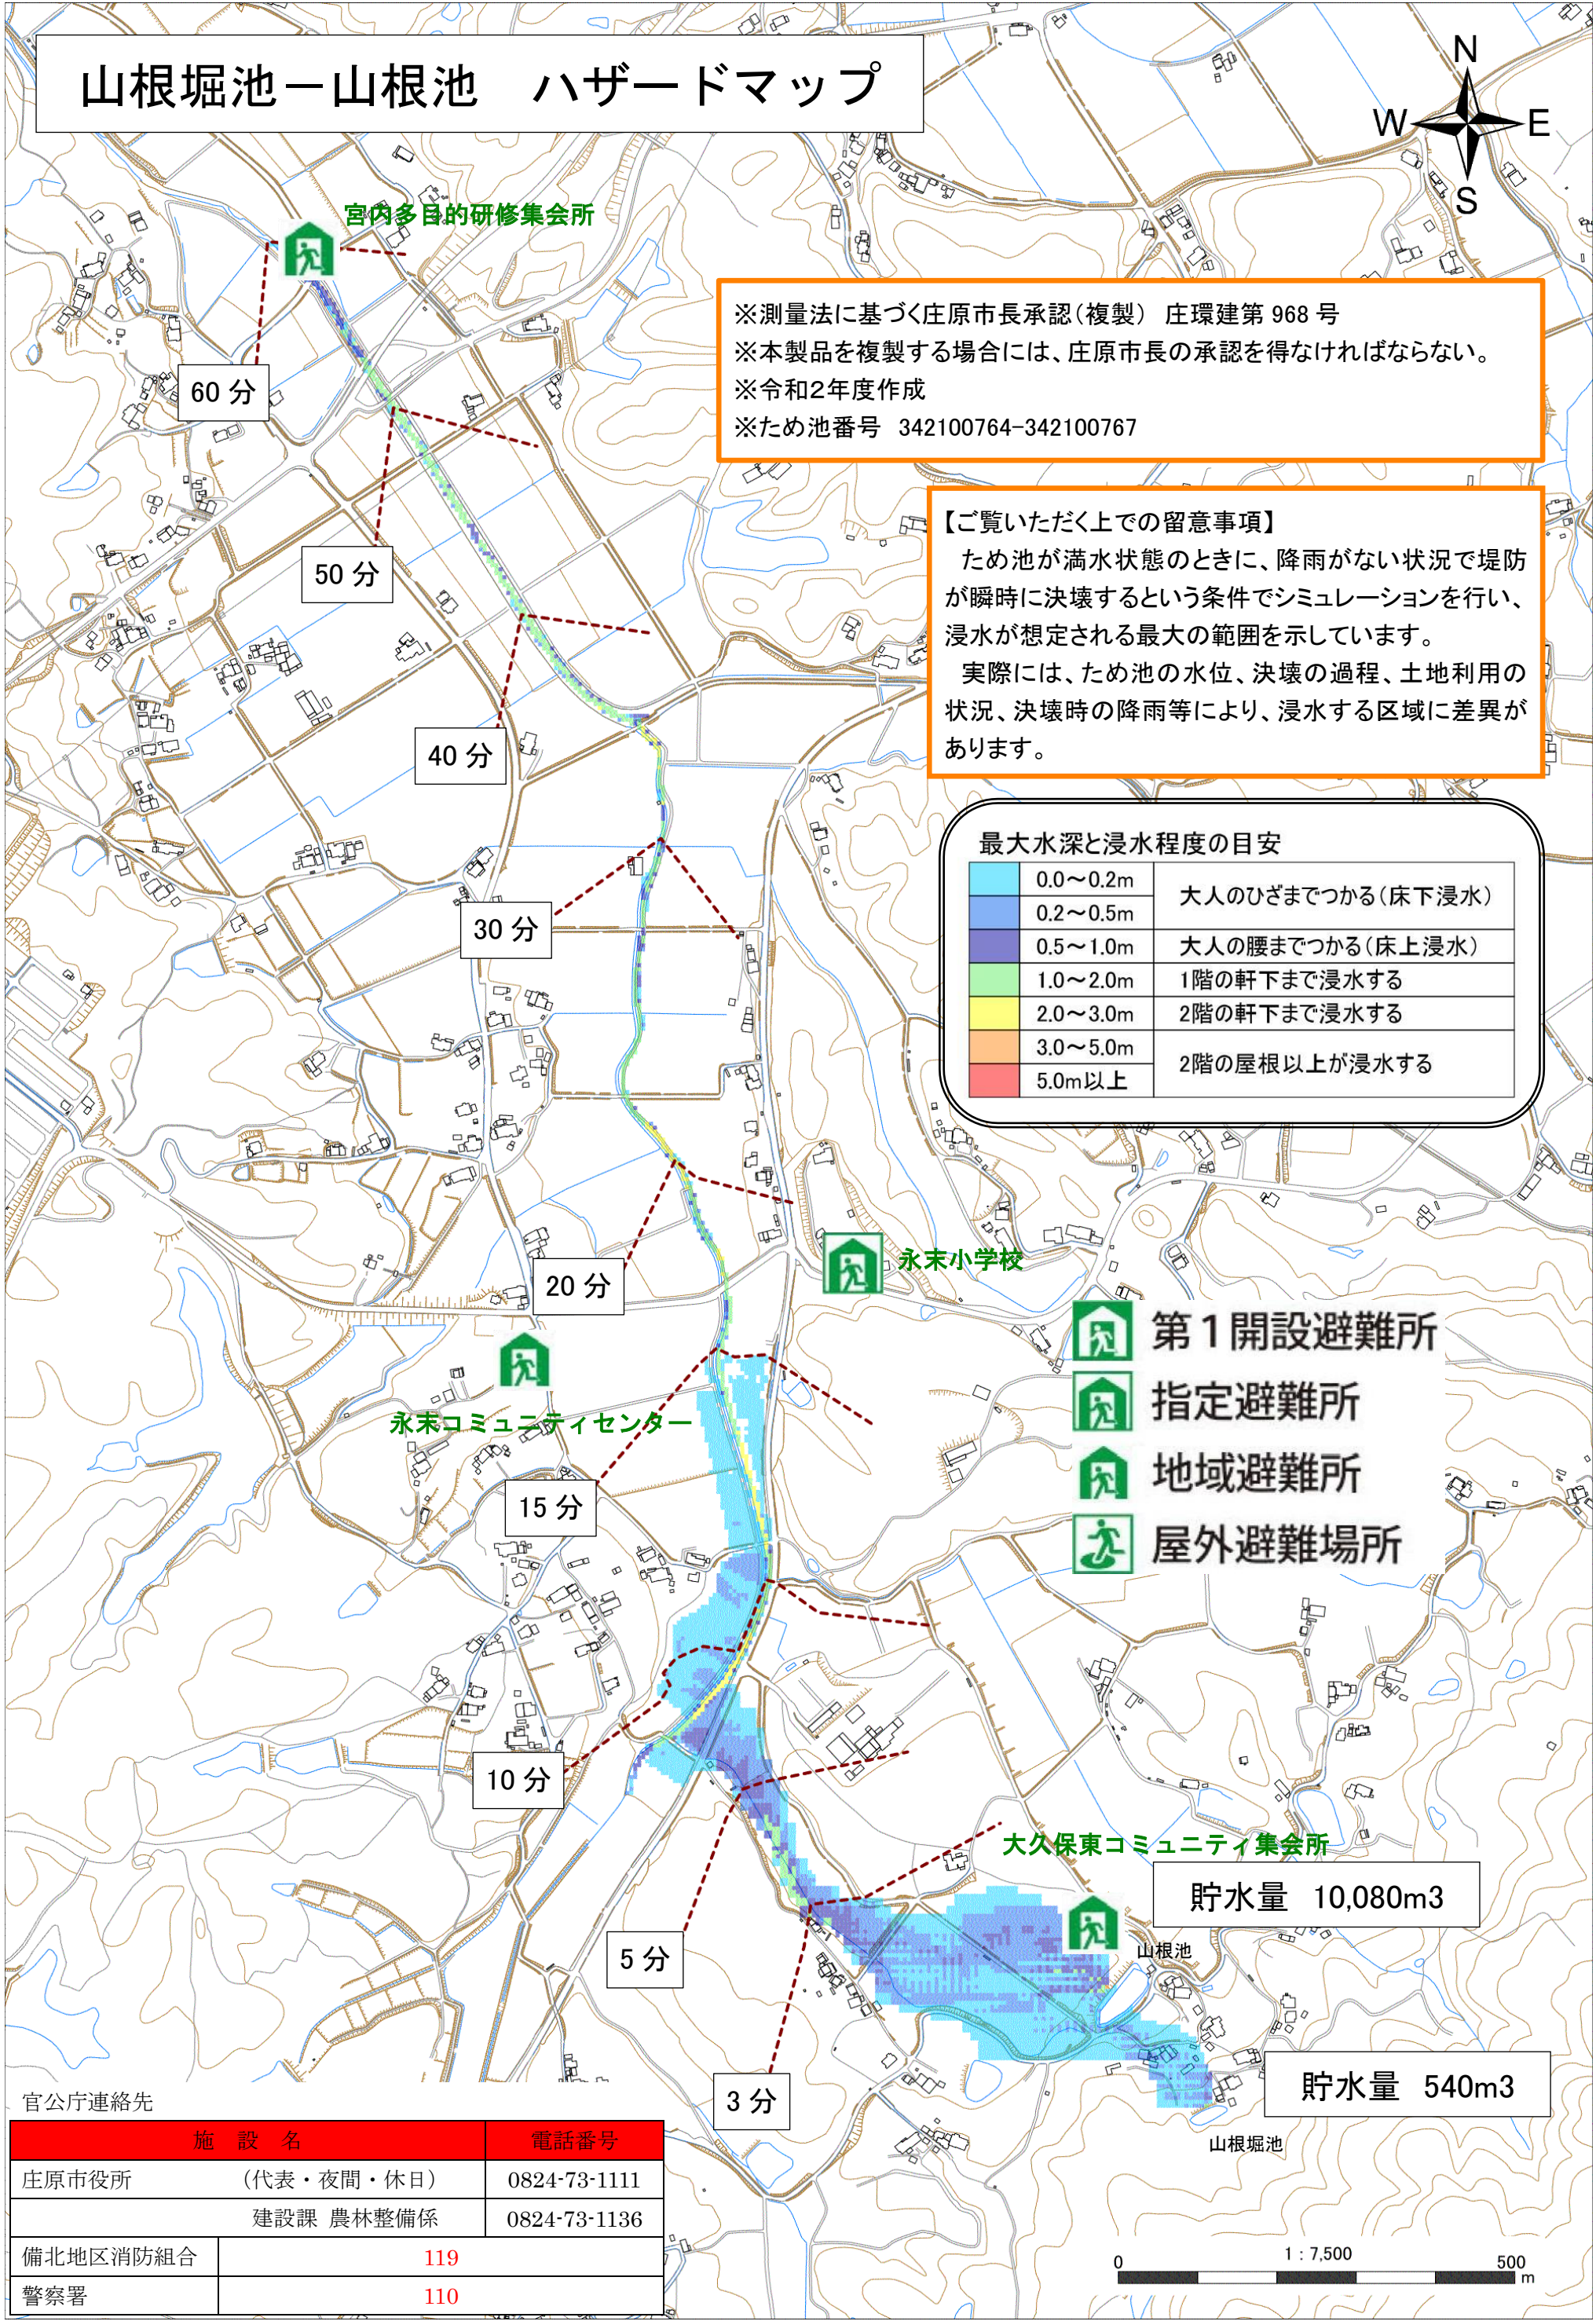 山根堀池－山根池　ハザードマップ
N
W
E
S
宮内多目的研修集会所
※測量法に基づく庄原市長承認（複製）　庄環建第 968 号
※本製品を複製する場合には、庄原市長の承認を得なければならない。
※令和２年度作成
※ため池番号　342100764-342100767
60 分
【ご覧いただく上での留意事項】
ため池が満水状態のときに、降雨がない状況で堤防
が瞬時に決壊するという条件でシミュレーションを行い、
浸水が想定される最大の範囲を示しています。
実際には、ため池の水位、決壊の過程、土地利用の
状況、決壊時の降雨等により、浸水する区域に差異が
あります。
50 分
40 分
最大水深と浸水程度の目安
0.0～0.2m
大人のひざまでつかる（床下浸水）
0.2～0.5m
0.5～1.0m
大人の腰までつかる（床上浸水）
1.0～2.0m
1階の軒下まで浸水する
2.0～3.0m
2階の軒下まで浸水する
3.0～5.0m
2階の屋根以上が浸水する
5.0m以上
30 分
20 分
永末小学校
第１開設避難所
指定避難所
地域避難所
屋外避難場所
永末コミュニティセンター
15 分
10 分
大久保東コミュニティ集会所
貯水量　10,080m3
山根池
5 分
3 分
貯水量　540m3
山根堀池
官公庁連絡先
施　設　名
電話番号
庄原市役所　（代表・夜間・休日）
0824-73-1111
建設課 農林整備係
0824-73-1136
備北地区消防組合
119
警察署
110
1：7,500
0
500
m